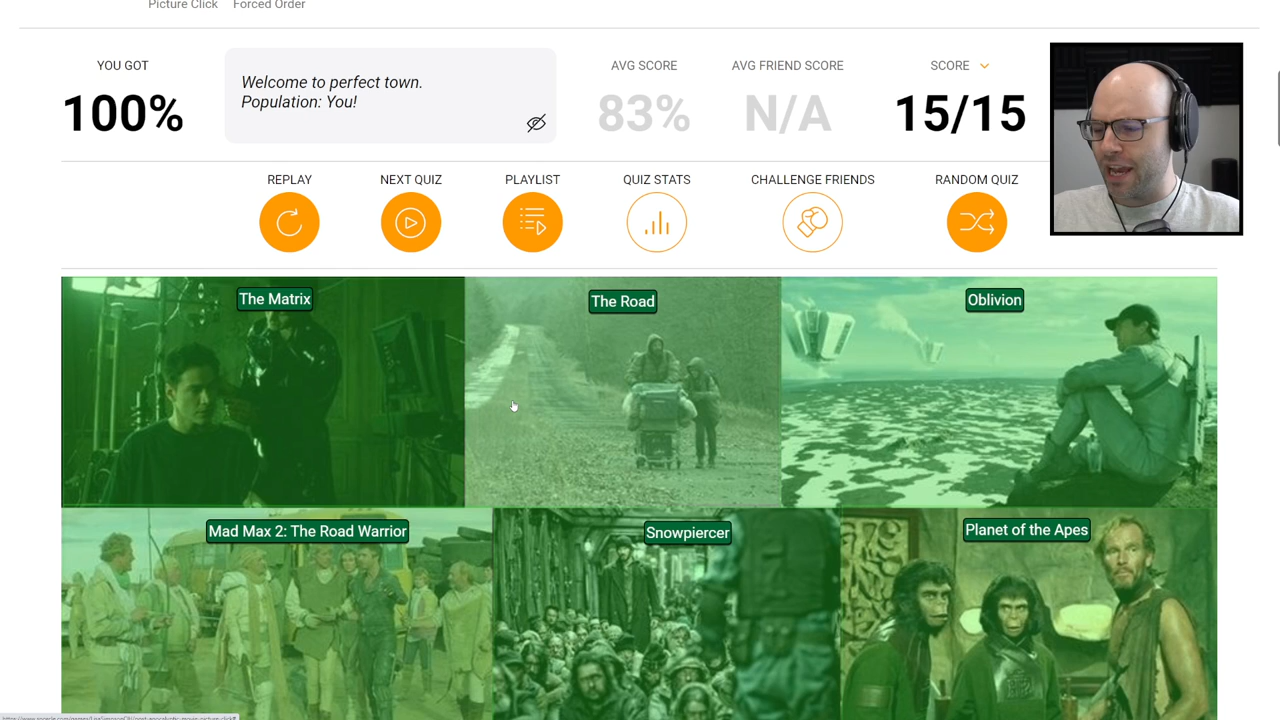 Picture Click Forced Order
YOU GOT
100%
Welcome to perfect town.
Population: You!
AVG SCORE
83%
AVG FRIEND SCORE
N/A
SCORE
15/15
REPLAY
NEXT QUIZ
PLAYLIST
QUIZ STATS
CHALLENGE FRIENDS
RANDOM QUIZ
The Matrix
The Road
Oblivion
Mad Max 2: The Road Warrior
Snowpiercer
Planet of the Apes